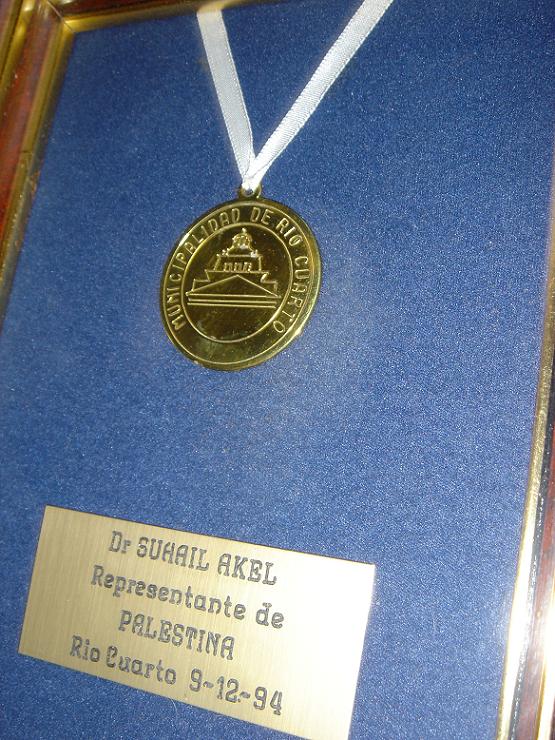 MUNICIPALIDAD DE RIO CUARTO
Dr SUHAIL AKEL
Representante de
PALESTINA
Rio Cuarto 9-12-94